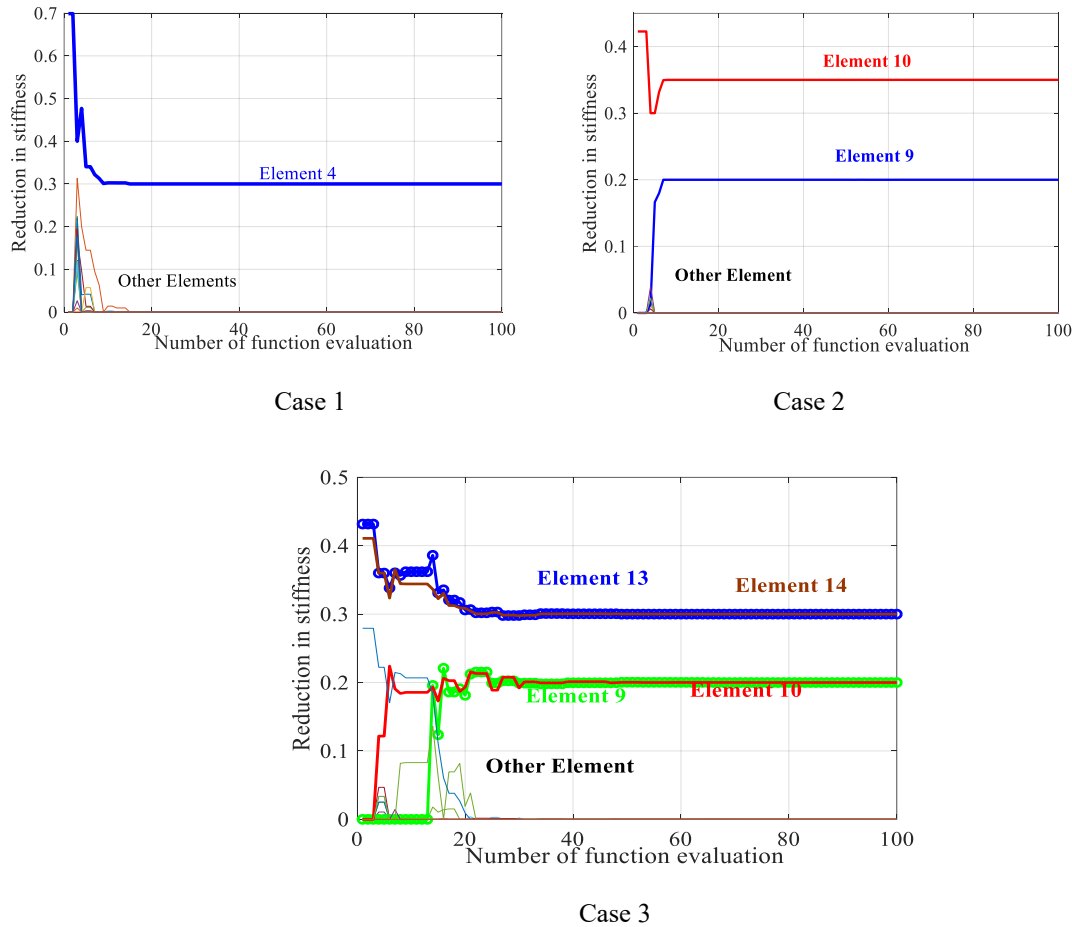 0.7
0.6
0.5
0.4
0.3
0.2
0.1
0
Reduction in stiffness
Element 4
Other Elements
0 20 40 60 80 100
Number of function evaluation
Case 1
0.4
0.3
0.2
0.1
0
Reduction in stiffness
Element 10
Element 9
Other Element
0 20 40 60 80 100
Number of function evaluation
Case 2
0.5
0.4
0.3
0.2
0.1
0
Reduction in stiffness
Element 13
Element 14
Element 9
Element 10
Other Element
0 20 40 60 80 100
Number of function evaluation
Case 3